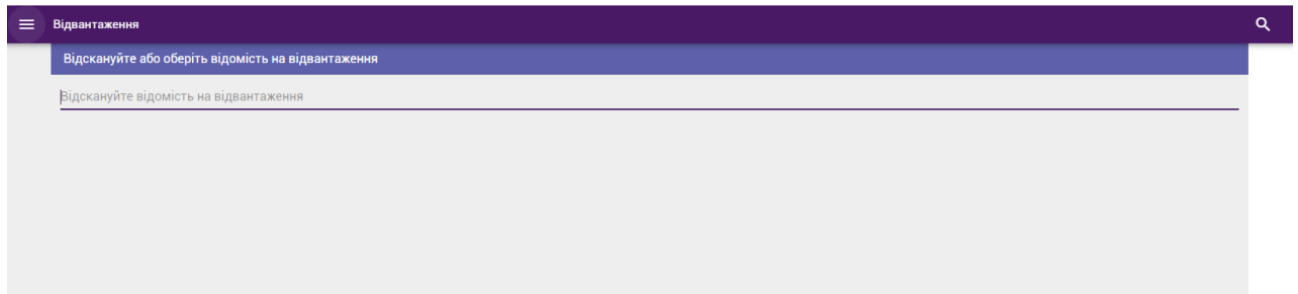 Відвантаження
Відскануйте або оберіть відомість на відвантаження
Відскануйте відомість на відвантаження